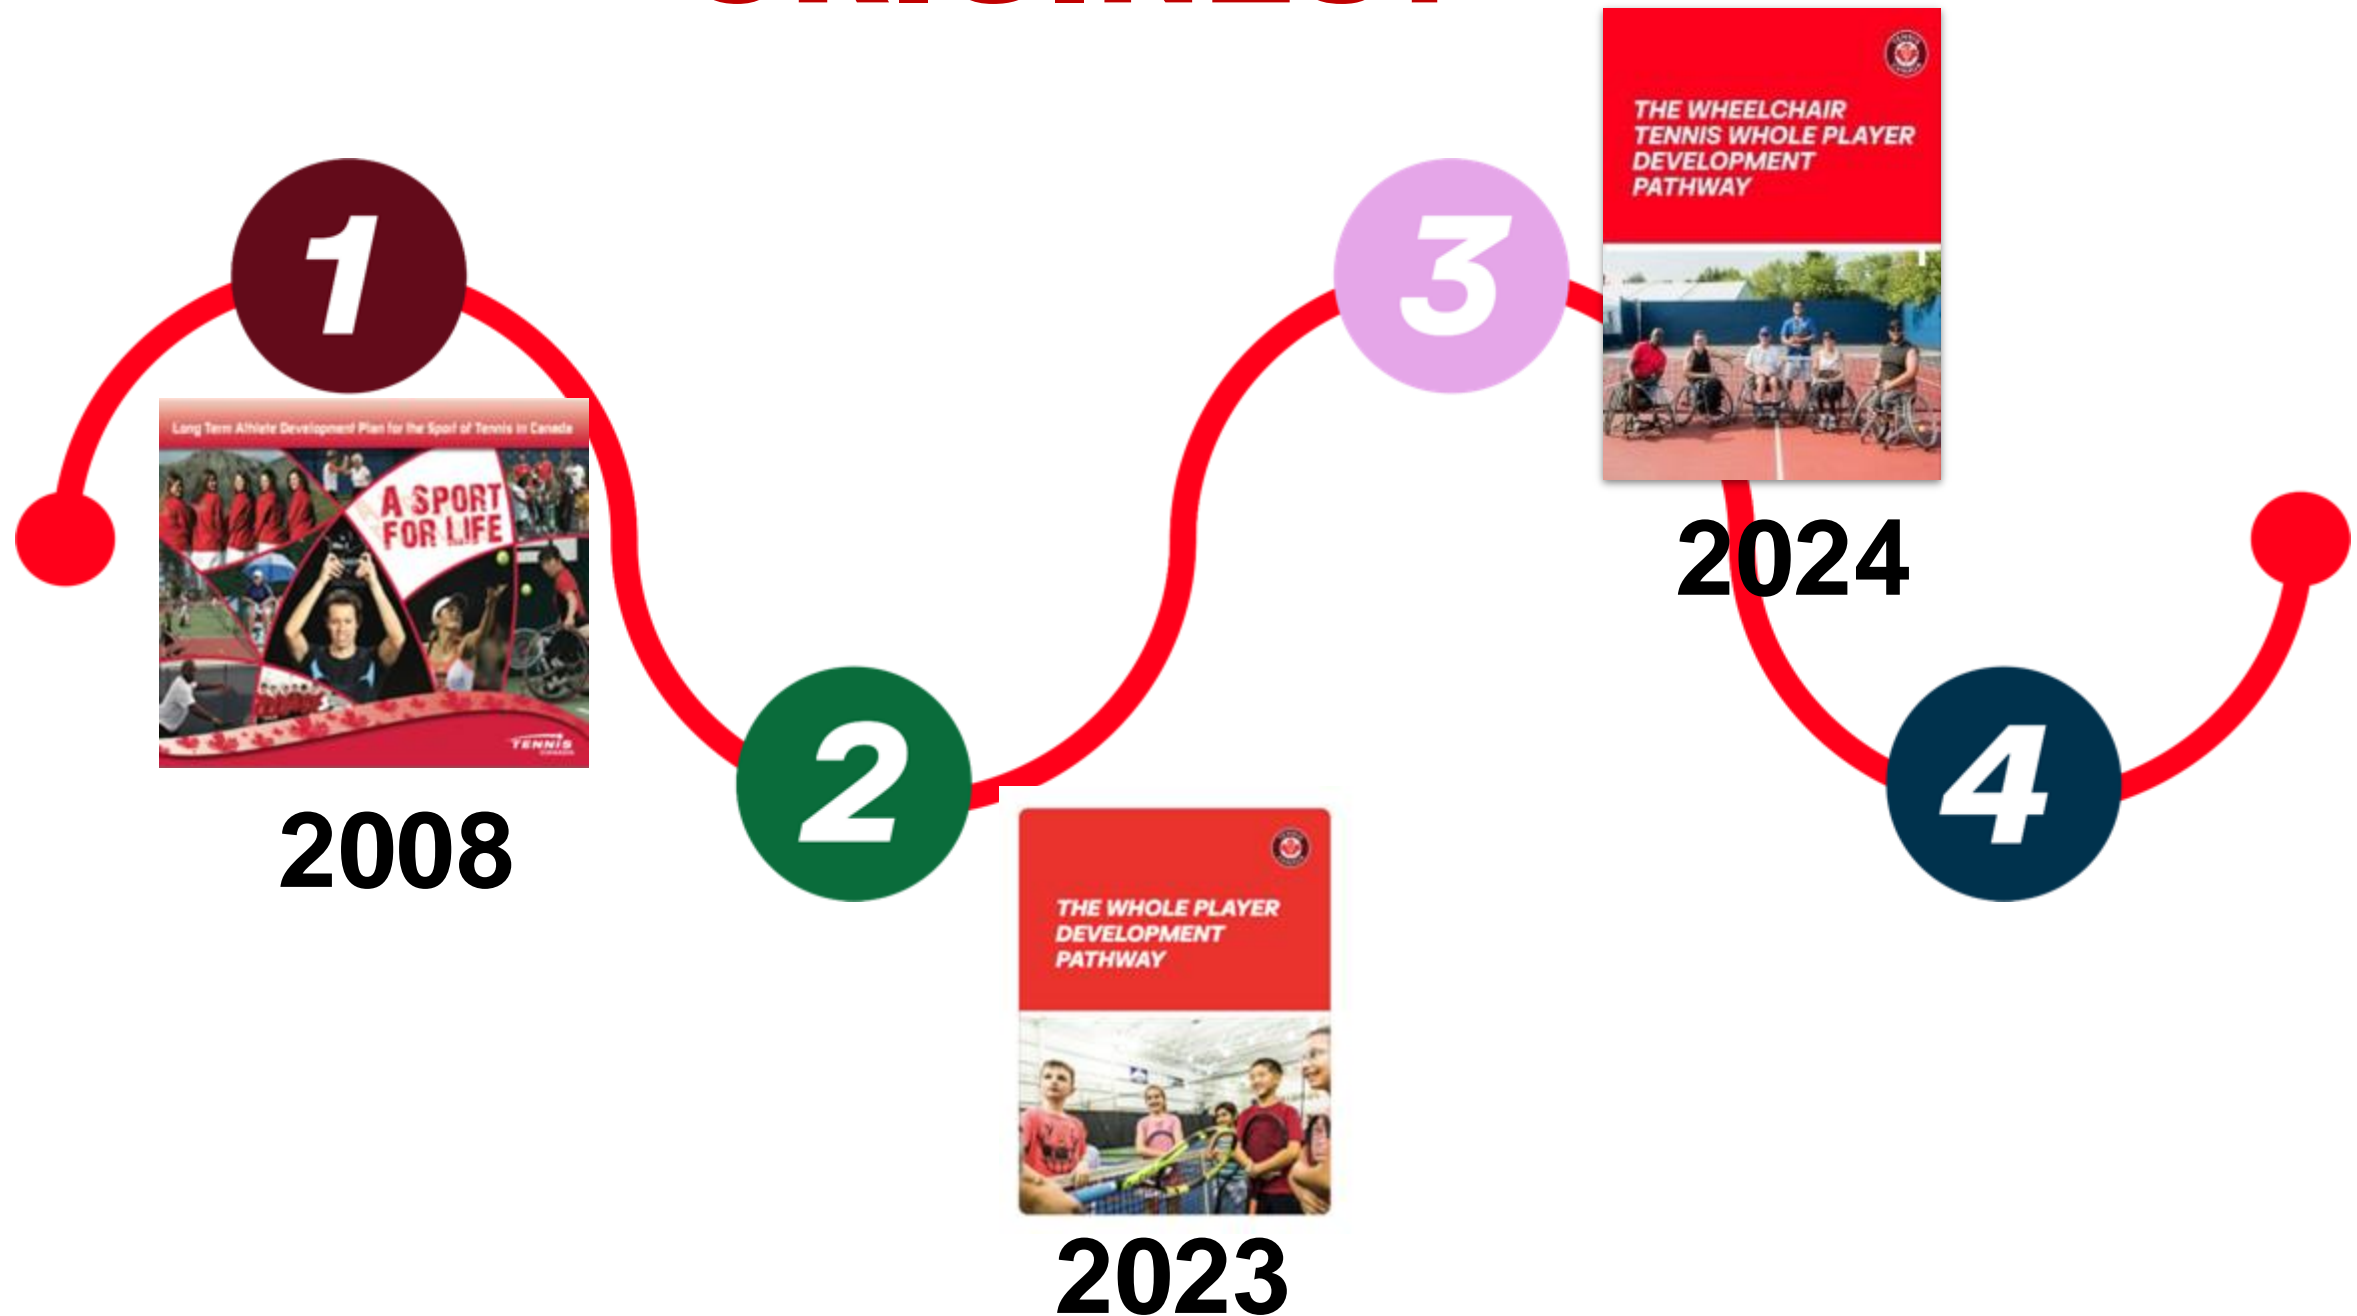 1
Long Term Athlete Development Plan for the Sport of Tennis in Canada
A SPORT
FOR LIFE
TENNIS
2008
2
THE WHOLE PLAYER
DEVELOPMENT
PATHWAY
2023
3
THE WHEELCHAIR
TENNIS WHOLE PLAYER
DEVELOPMENT
PATHWAY
2024
4